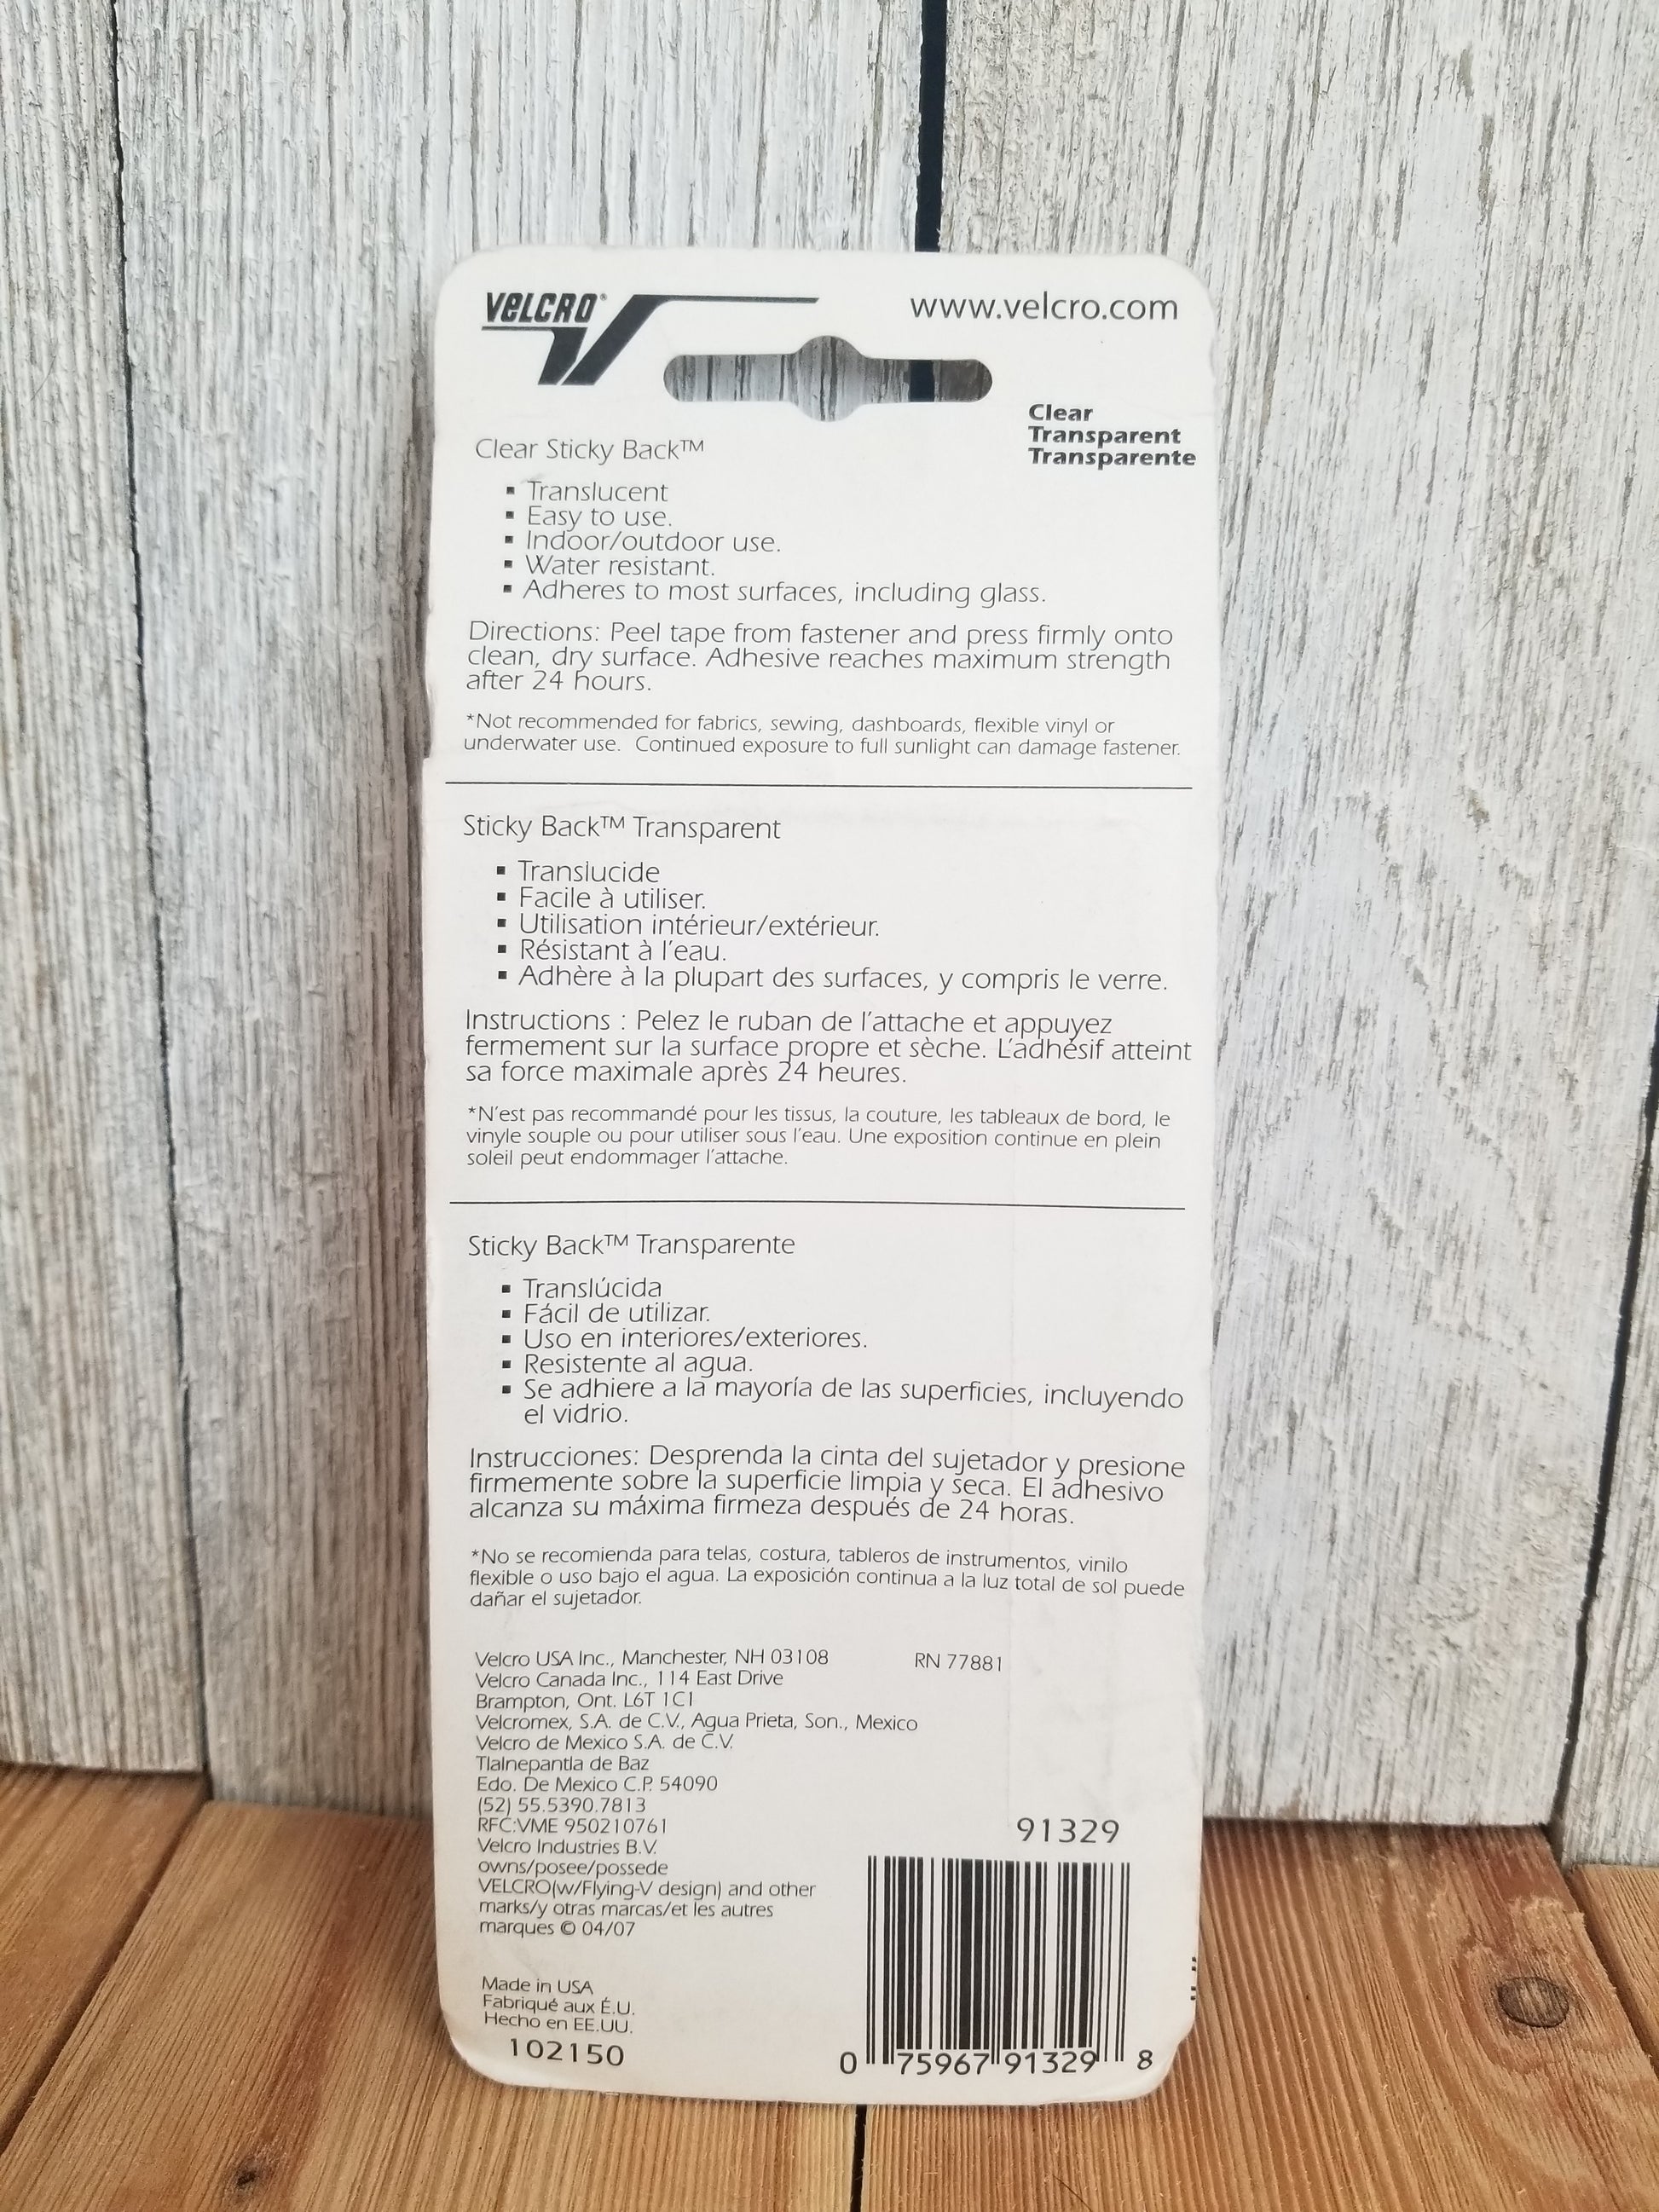 VELCRO®
www.velcro.com
Clear
Transparent
Transparente
Clear Sticky Back™
▪ Translucent
▪ Easy to use.
▪ Indoor/outdoor use.
▪ Water resistant.
▪ Adheres to most surfaces, including glass.
Directions: Peel tape from fastener and press firmly onto
clean, dry surface. Adhesive reaches maximum strength
after 24 hours.
*Not recommended for fabrics, sewing, dashboards, flexible vinyl or
underwater use. Continued exposure to full sunlight can damage fastener.
Sticky Back™ Transparent
▪ Translucide
▪ Facile à utiliser.
▪ Utilisation intérieur/extérieur.
▪ Résistant à l'eau.
▪ Adhère à la plupart des surfaces, y compris le verre.
Instructions : Pelez le ruban de l'attache et appuyez
fermement sur la surface propre et sèche. L'adhésif atteint
sa force maximale après 24 heures.
*N'est pas recommandé pour les tissus, la couture, les tableaux de bord, le
vinyle souple ou pour utiliser sous l'eau. Une exposition continue en plein
soleil peut endommager l'attache.
Sticky Back™ Transparente
▪ Translúcida
▪ Fácil de utilizar.
▪ Uso en interiores/exteriores.
▪ Resistente al agua.
▪ Se adhiere a la mayoría de las superficies, incluyendo
el vidrio.
Instrucciones: Desprenda la cinta del sujetador y presione
firmemente sobre la superficie limpia y seca. El adhesivo
alcanza su máxima firmeza después de 24 horas.
*No se recomienda para telas, costura, tableros de instrumentos, vinilo
flexible o uso bajo el agua. La exposición continua a la luz total de sol puede
dañar el sujetador.
Velcro USA Inc., Manchester, NH 03108 RN 77881
Velcro Canada Inc., 114 East Drive
Brampton, Ont. L6T 1C1
Velcromex, S.A. de C.V., Agua Prieta, Son., Mexico
Velcro de Mexico S.A. de C.V.
Tlalnepantla de Baz
Edo. De Mexico C.P. 54090
(52) 55.5390.7813
RFC:VME 950210761
Velcro Industries B.V.
owns/posee/possede
VELCRO(w/Flying-V design) and other
marks/y otras marcas/et les autres
marques © 04/07
Made in USA
Fabriqué aux É.U.
Hecho en EE.UU.
102150
91329
0 75967 91329 8